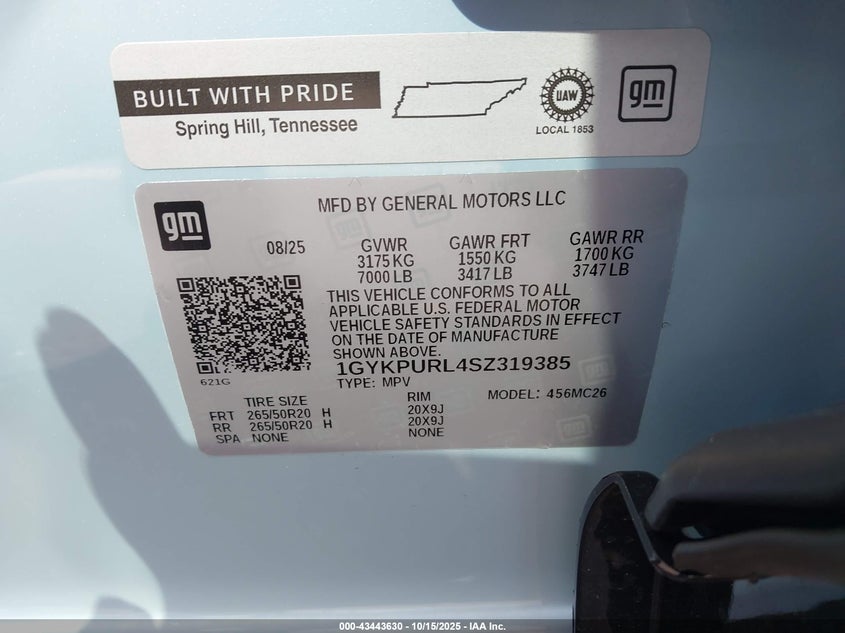 BUILT WITH PRIDE
Spring Hill, Tennessee
UAW
LOCAL 1853
gm
gm
MFD BY GENERAL MOTORS LLC
08/25 GVWR GAWR FRT GAWR RR
3175 KG 1550 KG 1700 KG
7000 LB 3417 LB 3747 LB
THIS VEHICLE CONFORMS TO ALL
APPLICABLE U.S. FEDERAL MOTOR
VEHICLE SAFETY STANDARDS IN EFFECT
ON THE DATE OF MANUFACTURE
SHOWN ABOVE.
1GYKPURL4SZ319385
621G
TYPE: MPV
TIRE SIZE RIM MODEL: 456MC26
FRT 265/50R20 H 20X9J
RR 265/50R20 H 20X9J
SPA NONE NONE
000-43443630 - 10/15/2025 - IAA Inc.